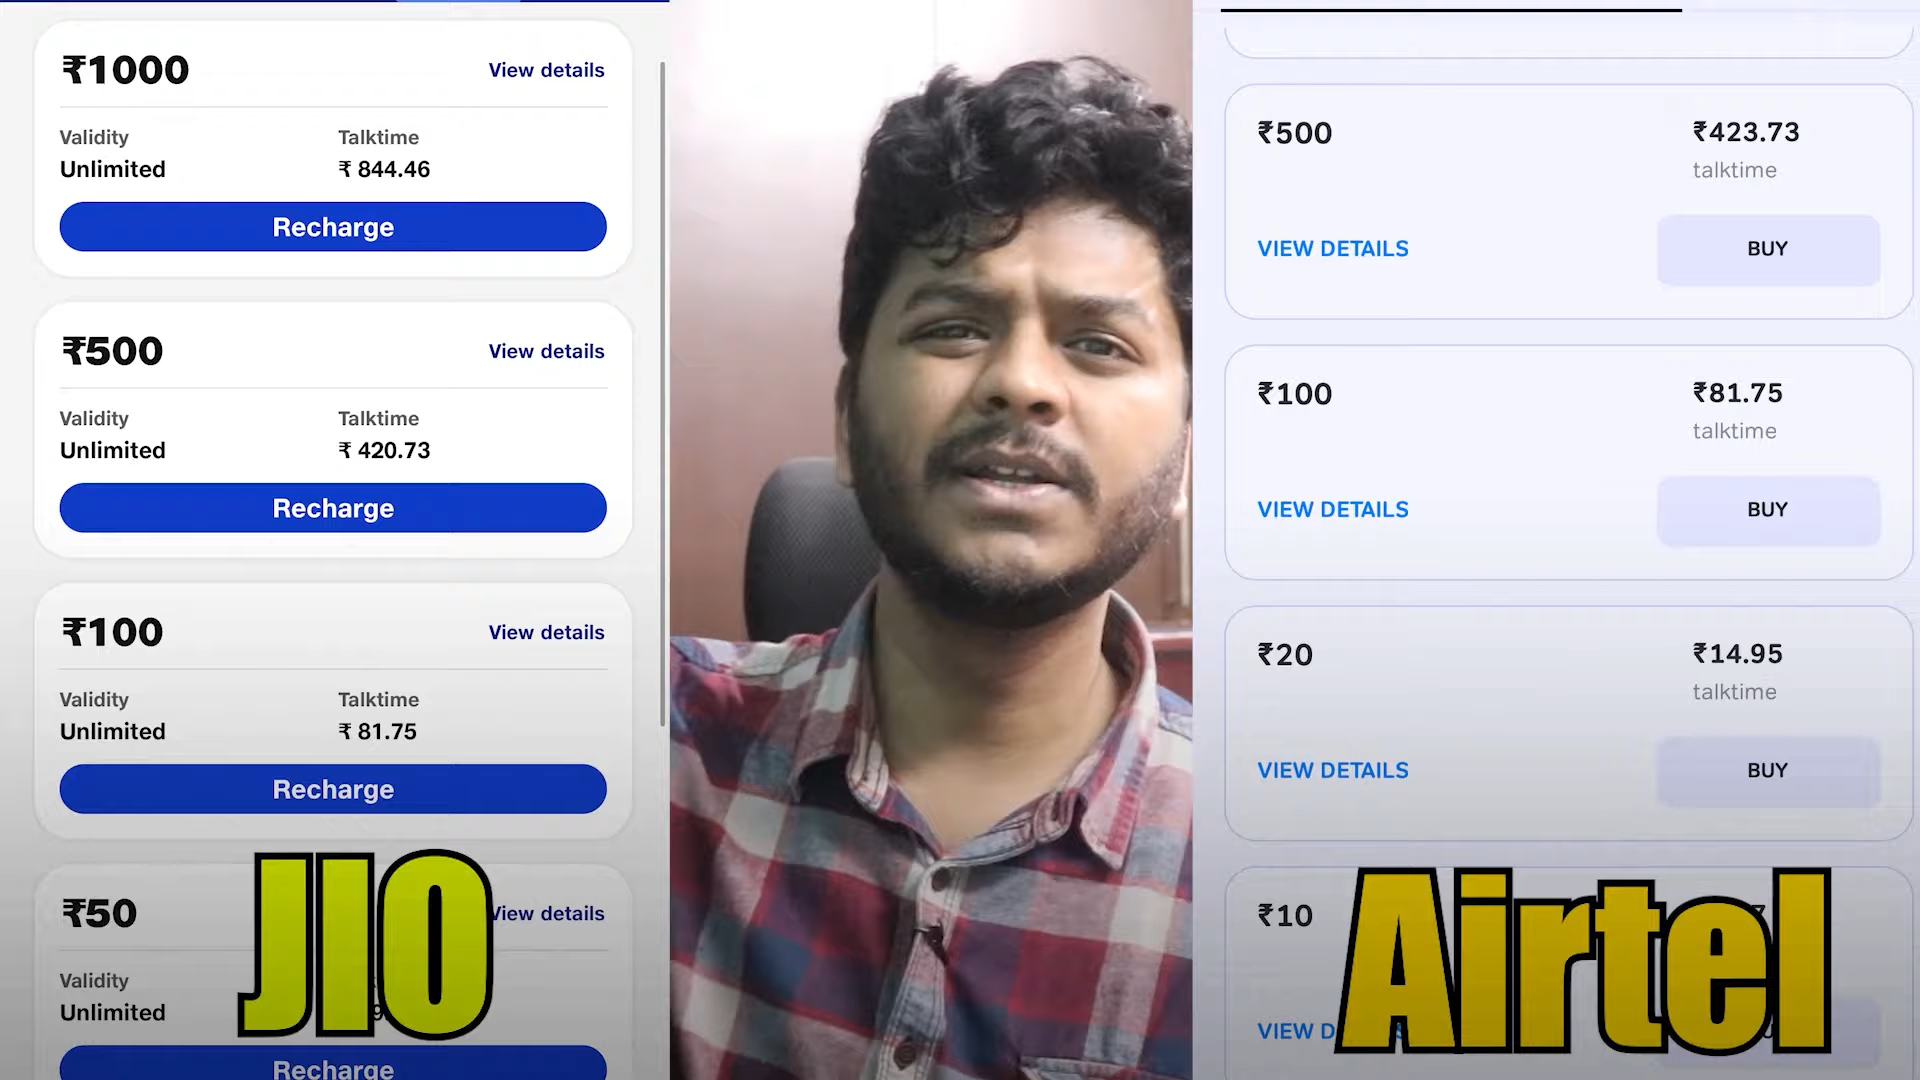 ₹1000
View details
Validity
Talktime
Unlimited
₹ 844.46
Recharge
₹500
View details
Validity
Talktime
Unlimited
₹ 420.73
Recharge
₹100
View details
Validity
Talktime
Unlimited
₹ 81.75
Recharge
₹50
View details
Validity
Unlimited
Recharge
JIO
₹500
₹423.73
talktime
VIEW DETAILS
BUY
₹100
₹81.75
talktime
VIEW DETAILS
BUY
₹20
₹14.95
talktime
VIEW DETAILS
BUY
₹10
VIEW
Airtel